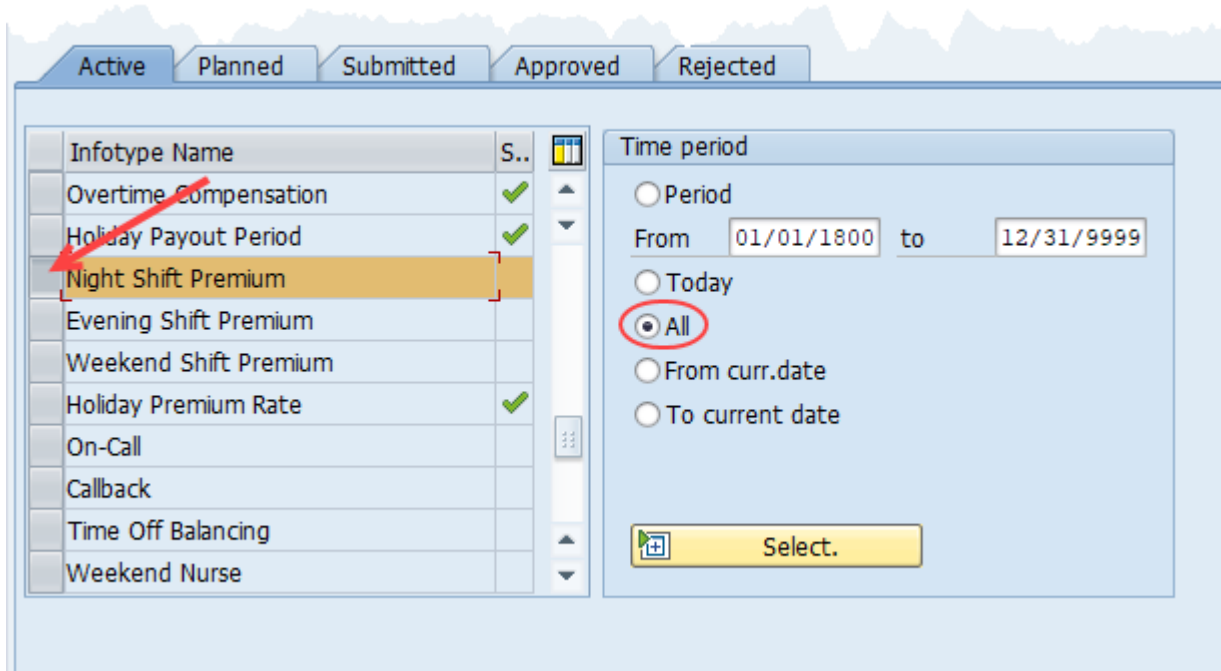 Active Planned Submitted Approved Rejected
Infotype Name S..
Overtime Compensation
Holiday Payout Period
Night Shift Premium
Evening Shift Premium
Weekend Shift Premium
Holiday Premium Rate
On-Call
Callback
Time Off Balancing
Weekend Nurse
Time period
Period
From 01/01/1800 to 12/31/9999
Today
All
From curr.date
To current date
Select.